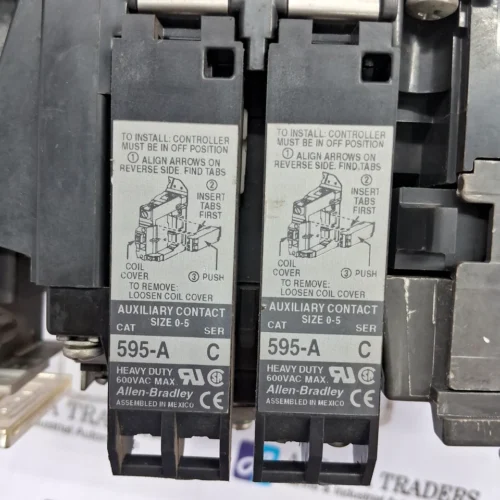 TO INSTALL: CONTROLLER
MUST BE IN OFF POSITION
① ALIGN ARROWS ON
REVERSE SIDE. FIND TABS
②
INSERT
TABS
FIRST
COIL
COVER
③ PUSH
TO REMOVE:
LOOSEN COIL COVER
AUXILIARY CONTACT
SIZE 0-5
CAT SER
595-A C
HEAVY DUTY
600VAC MAX.
Allen-Bradley
ASSEMBLED IN MEXICO
CE
TO INSTALL: CONTROLLER
MUST BE IN OFF POSITION
① ALIGN ARROWS ON
REVERSE SIDE. FIND TABS
②
INSERT
TABS
FIRST
COIL
COVER
③ PUSH
TO REMOVE:
LOOSEN COIL COVER
AUXILIARY CONTACT
SIZE 0-5
CAT SER
595-A C
HEAVY DUTY
600VAC MAX.
Allen-Bradley
ASSEMBLED IN MEXICO
CE
TRADERS
TRADERS